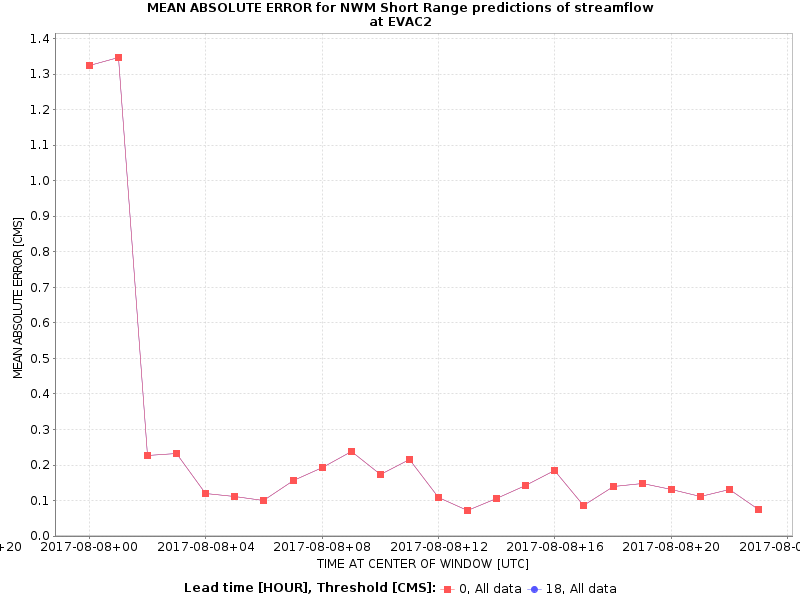 MEAN ABSOLUTE ERROR for NWM Short Range predictions of streamflow
at EVAC2
1.4
1.3
1.2
1.1
1.0
0.9
0.8
0.7
0.6
0.5
0.4
0.3
0.2
0.1
0.0
MEAN ABSOLUTE ERROR [CMS]
+20 2017-08-08+00 2017-08-08+04 2017-08-08+08 2017-08-08+12 2017-08-08+16 2017-08-08+20 2017-08-0
TIME AT CENTER OF WINDOW [UTC]
Lead time [HOUR], Threshold [CMS]: 0, All data 18, All data